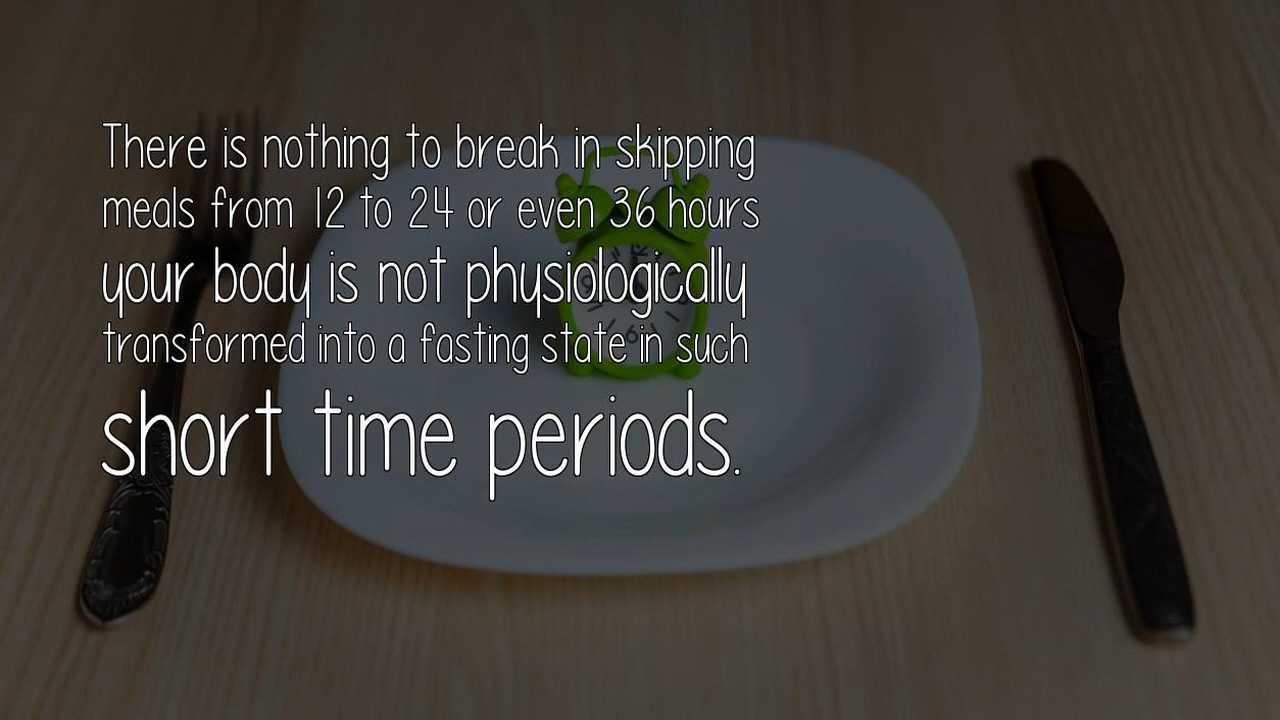 There is nothing to break in skipping
meals from 12 to 24 or even 36 hours
your body is not physiologically
transformed into a fasting state in such
short time periods.